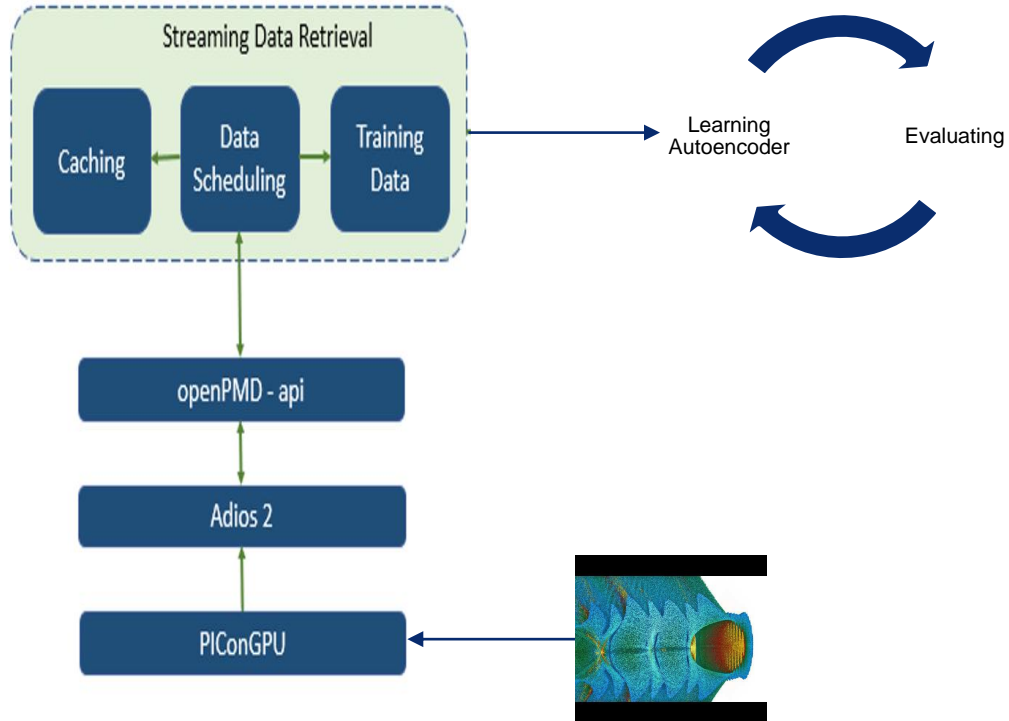 Streaming Data Retrieval
Caching
Data
Scheduling
Training
Data
Learning
Autoencoder
Evaluating
openPMD - api
Adios 2
PIConGPU